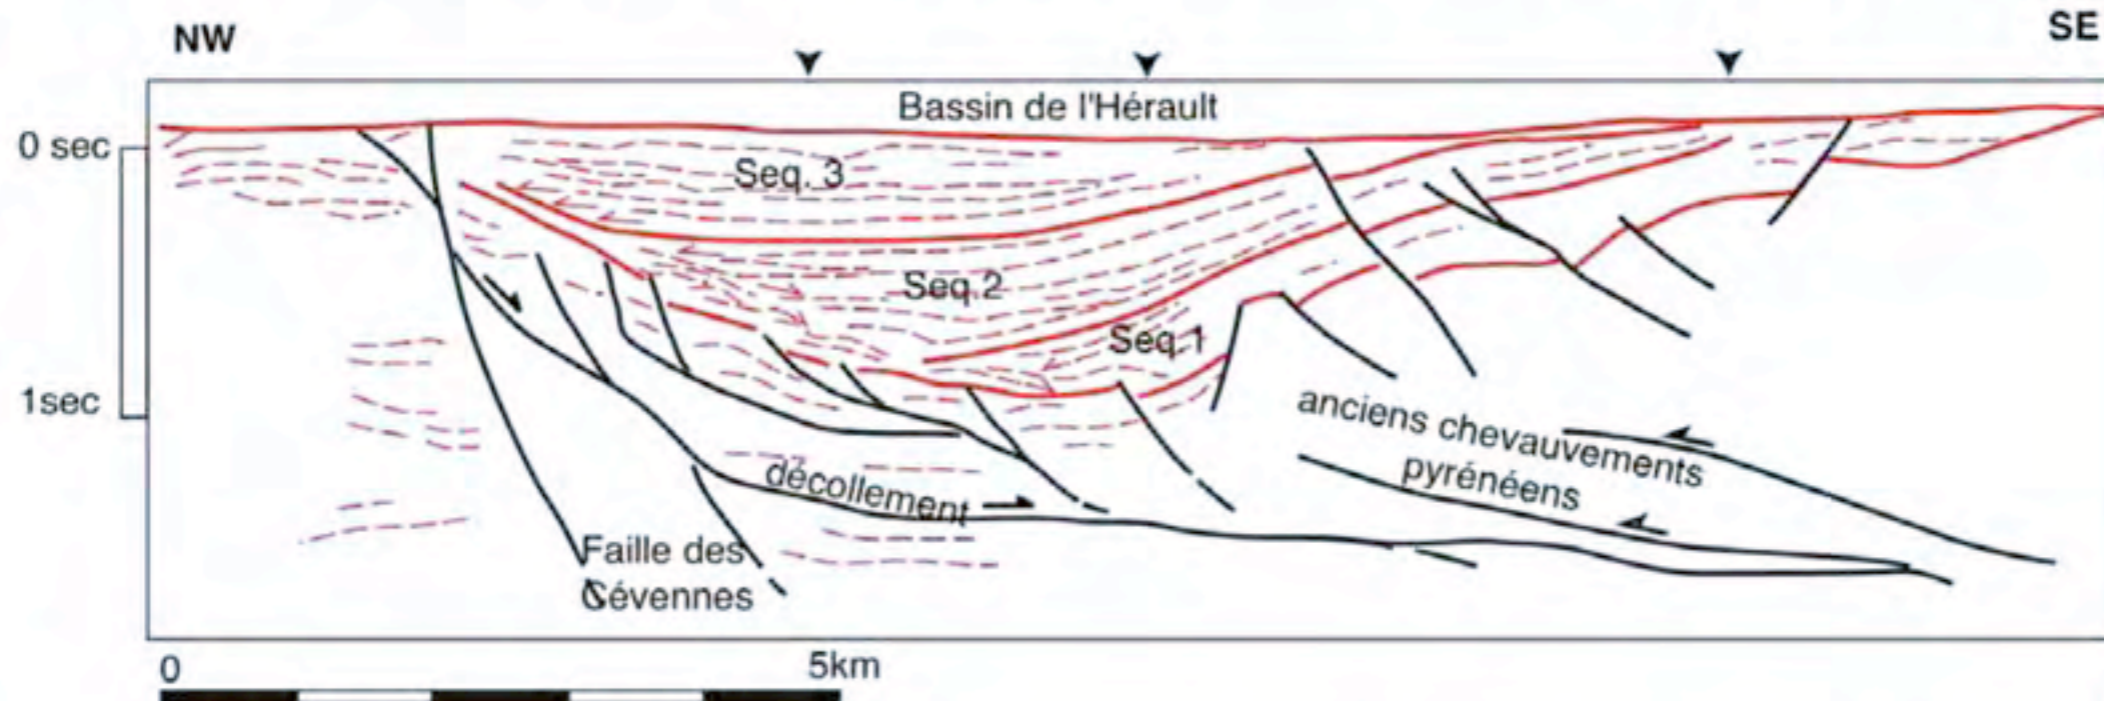 NW
SE
Bassin de l'Hérault
0 sec
Seq. 3
Seq.2
Seq.1
1sec
anciens chevauvements
pyrénéens
décollement
Faille des
Cévennes
0
5km